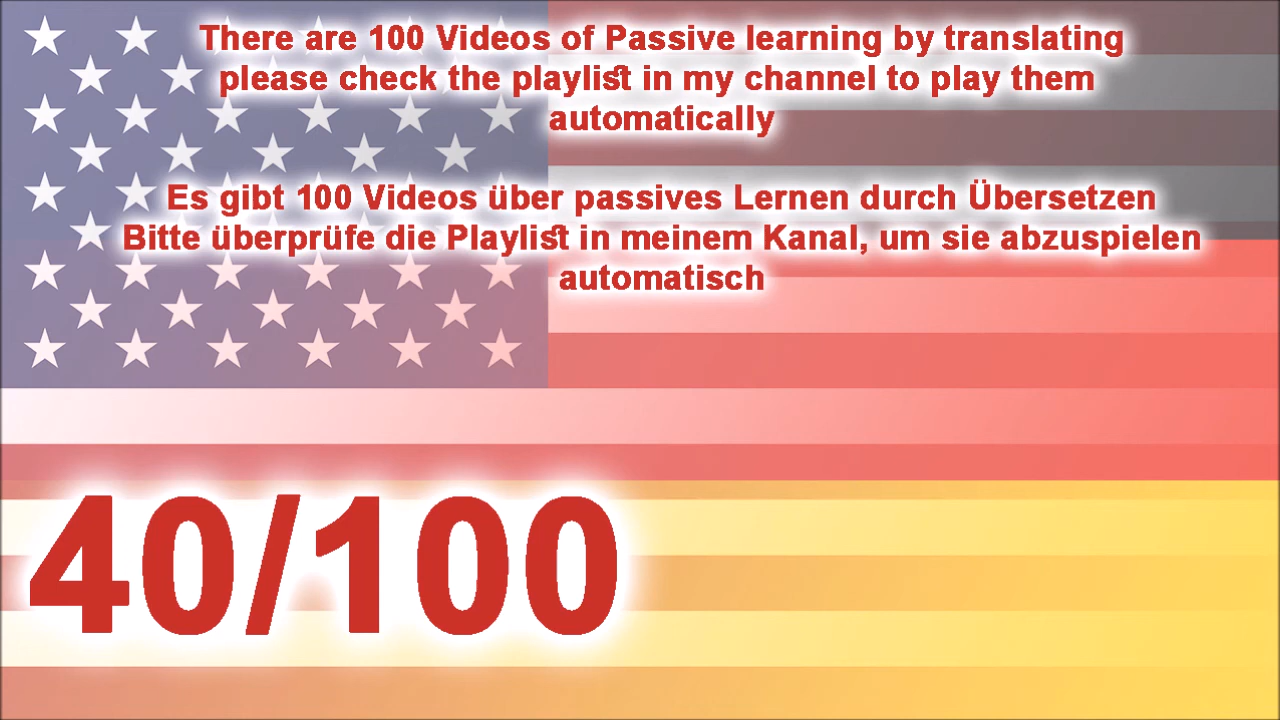 There are 100 Videos of Passive learning by translating
please check the playlist in my channel to play them
automatically
Es gibt 100 Videos über passives Lernen durch Übersetzen
Bitte überprüfe die Playlist in meinem Kanal, um sie abzuspielen
automatisch
40/100